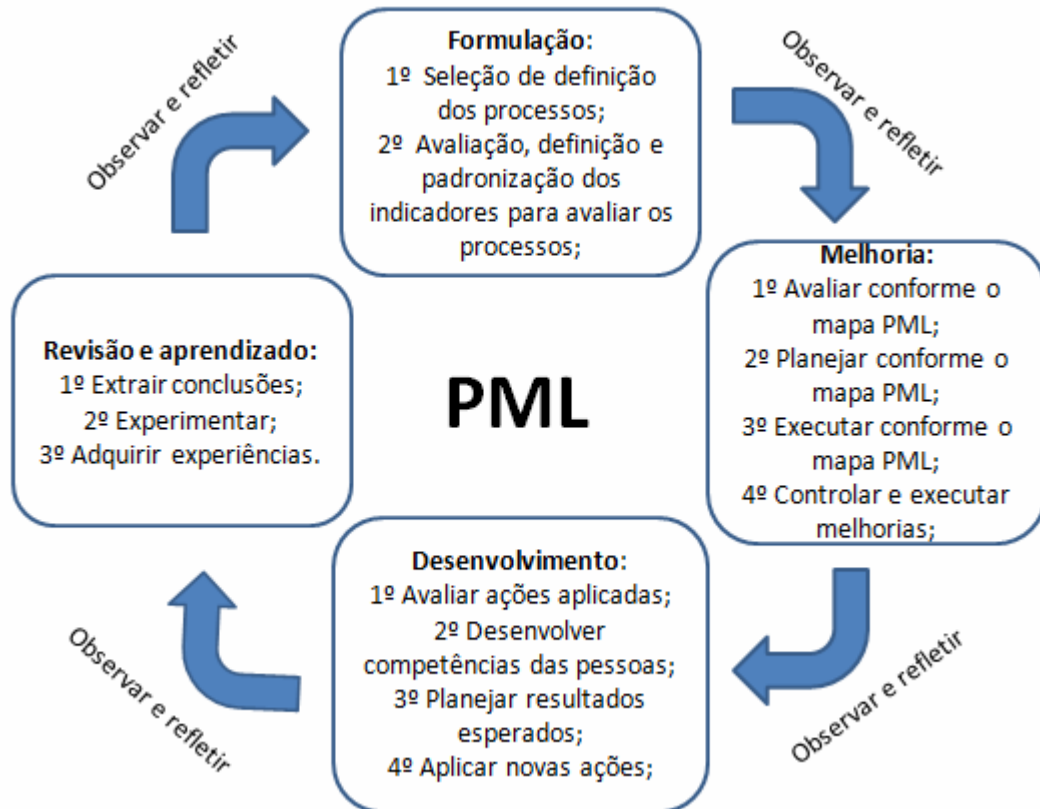 Observar e refletir
Formulação:
1º Seleção de definição
dos processos;
2º Avaliação, definição e
padronização dos
indicadores para avaliar os
processos;
Observar e refletir
Revisão e aprendizado:
1º Extrair conclusões;
2º Experimentar;
3º Adquirir experiências.
PML
Melhoria:
1º Avaliar conforme o
mapa PML;
2º Planejar conforme o
mapa PML;
3º Executar conforme o
mapa PML;
4º Controlar e executar
melhorias;
Observar e refletir
Desenvolvimento:
1º Avaliar ações aplicadas;
2º Desenvolver
competências das pessoas;
3º Planejar resultados
esperados;
4º Aplicar novas ações;
Observar e refletir